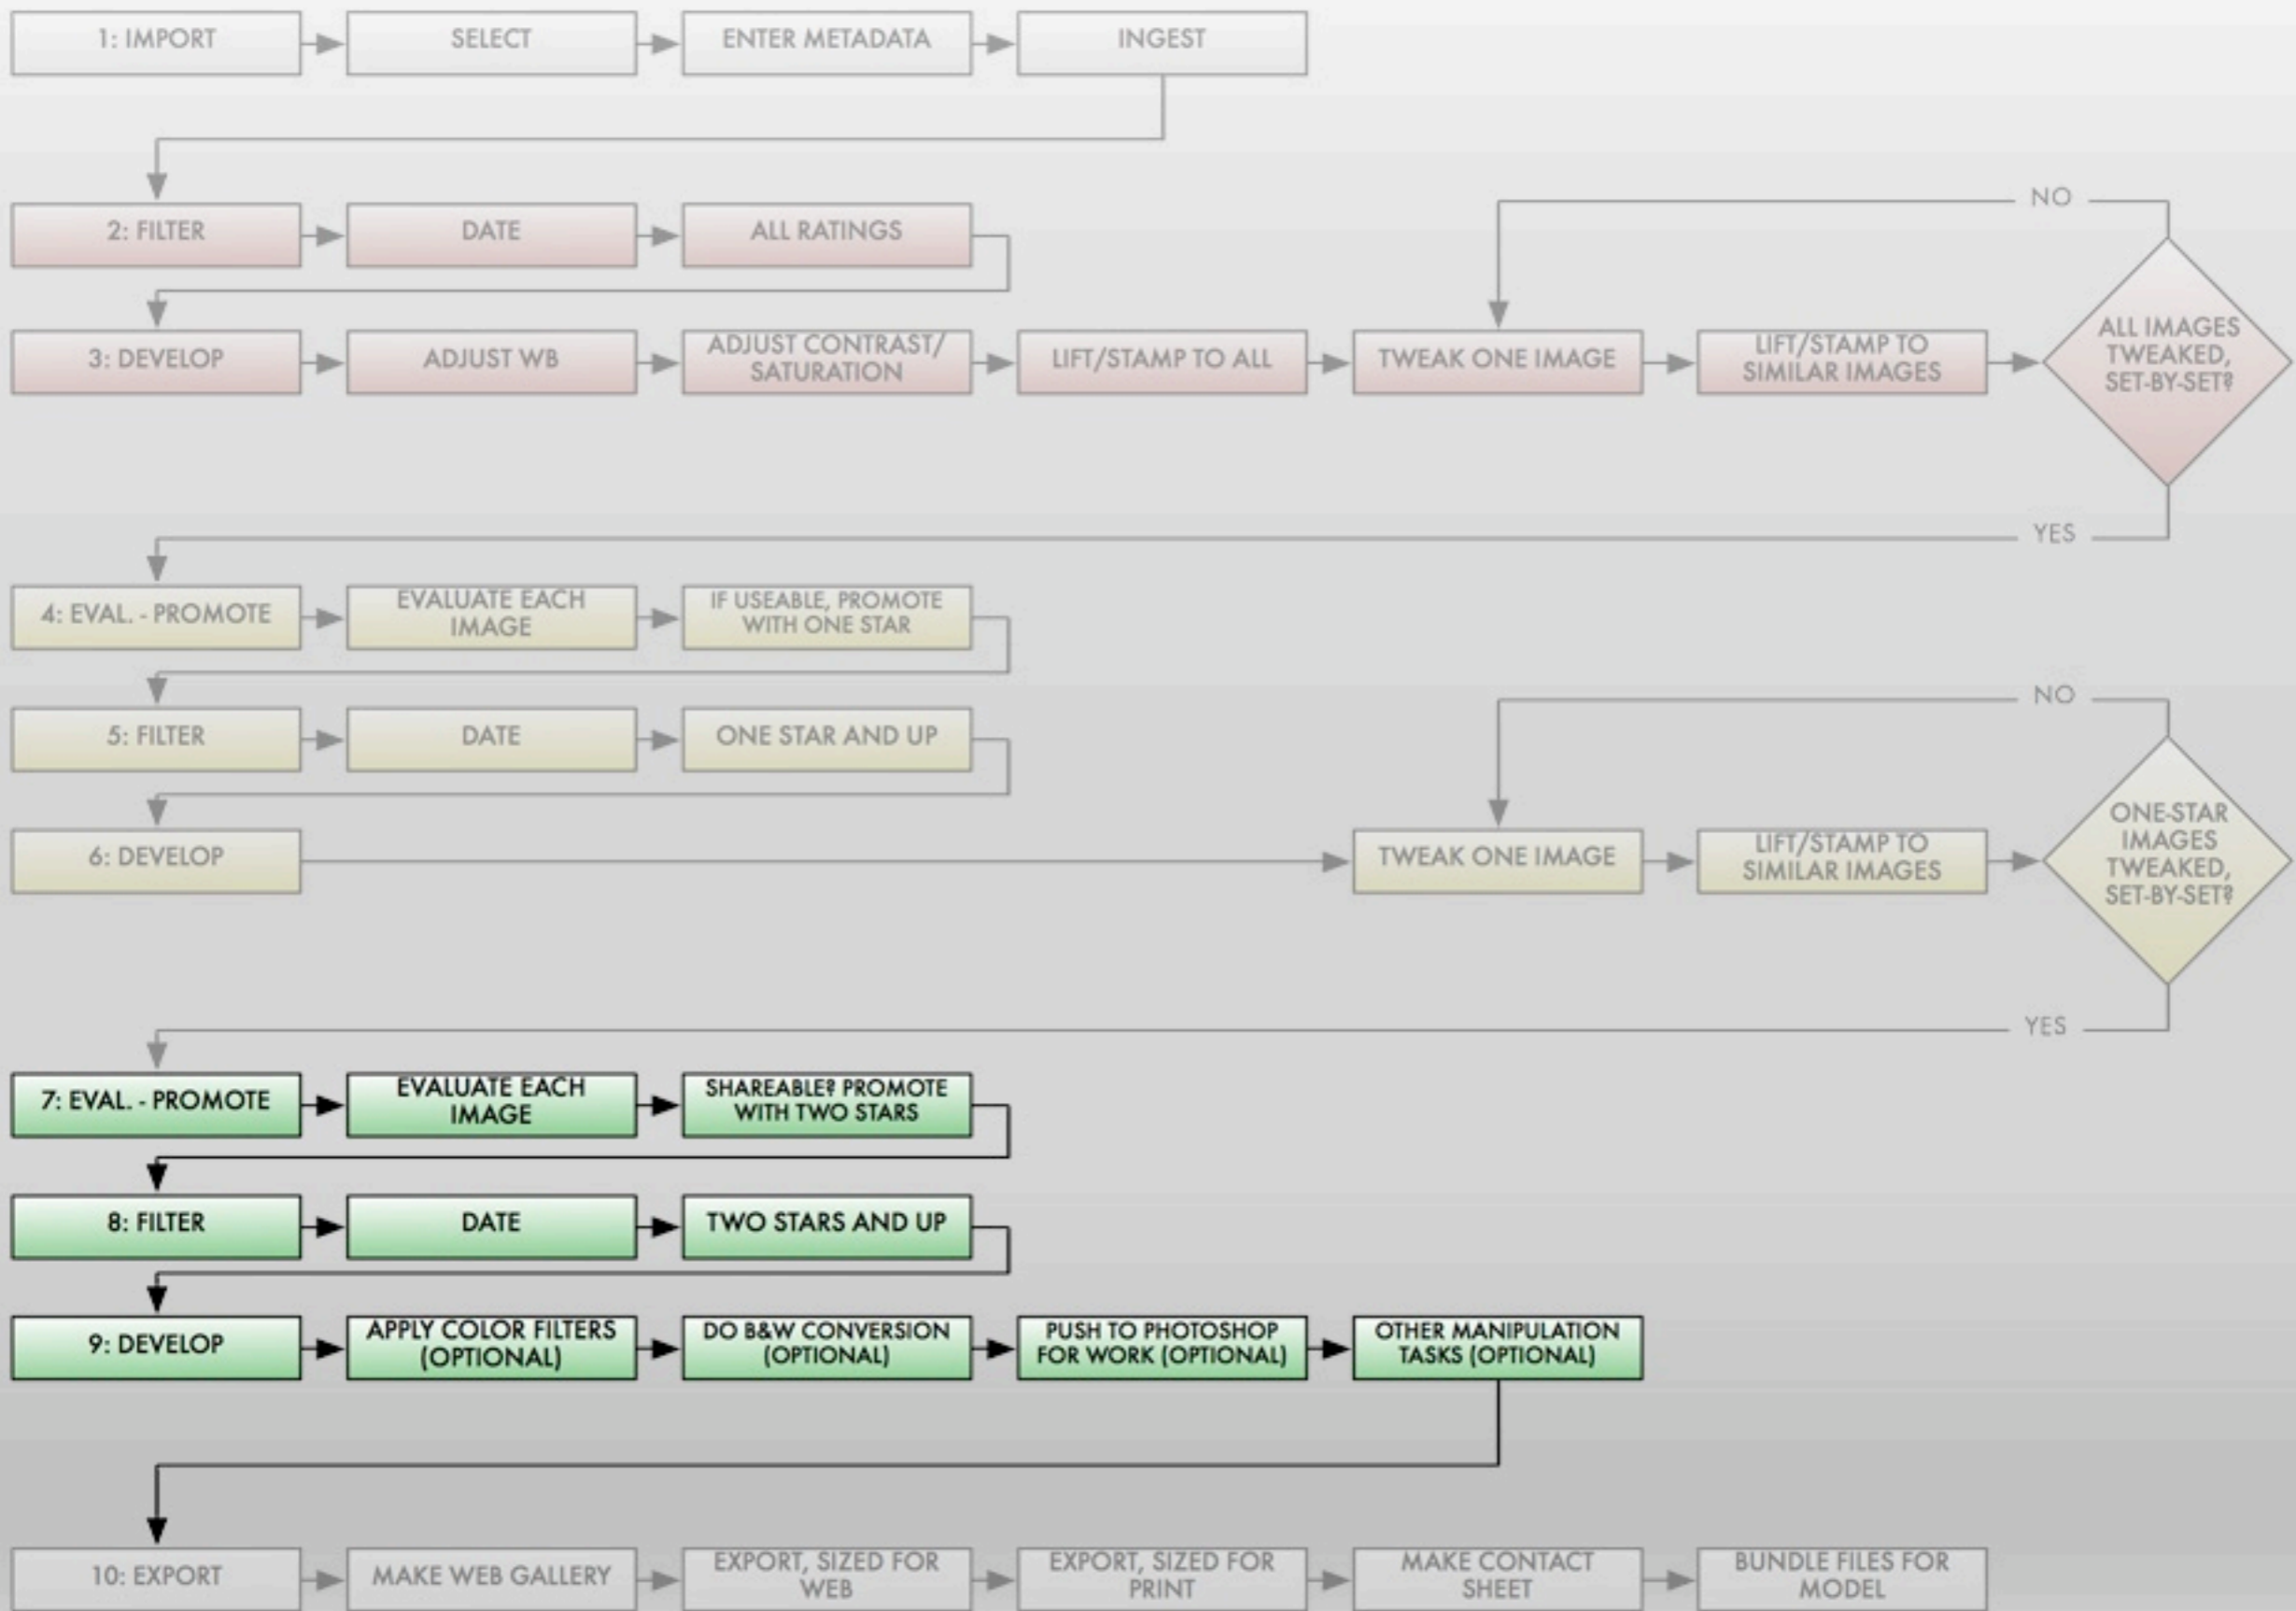 1: IMPORT
SELECT
ENTER METADATA
INGEST
2: FILTER
DATE
ALL RATINGS
NO
3: DEVELOP
ADJUST WB
ADJUST CONTRAST/
SATURATION
LIFT/STAMP TO ALL
TWEAK ONE IMAGE
LIFT/STAMP TO
SIMILAR IMAGES
ALL IMAGES
TWEAKED,
SET-BY-SET?
YES
4: EVAL. - PROMOTE
EVALUATE EACH
IMAGE
IF USEABLE, PROMOTE
WITH ONE STAR
5: FILTER
DATE
ONE STAR AND UP
NO
6: DEVELOP
TWEAK ONE IMAGE
LIFT/STAMP TO
SIMILAR IMAGES
ONE-STAR
IMAGES
TWEAKED,
SET-BY-SET?
YES
7: EVAL. - PROMOTE
EVALUATE EACH
IMAGE
SHAREABLE? PROMOTE
WITH TWO STARS
8: FILTER
DATE
TWO STARS AND UP
9: DEVELOP
APPLY COLOR FILTERS
(OPTIONAL)
DO B&W CONVERSION
(OPTIONAL)
PUSH TO PHOTOSHOP
FOR WORK (OPTIONAL)
OTHER MANIPULATION
TASKS (OPTIONAL)
10: EXPORT
MAKE WEB GALLERY
EXPORT, SIZED FOR
WEB
EXPORT, SIZED FOR
PRINT
MAKE CONTACT
SHEET
BUNDLE FILES FOR
MODEL